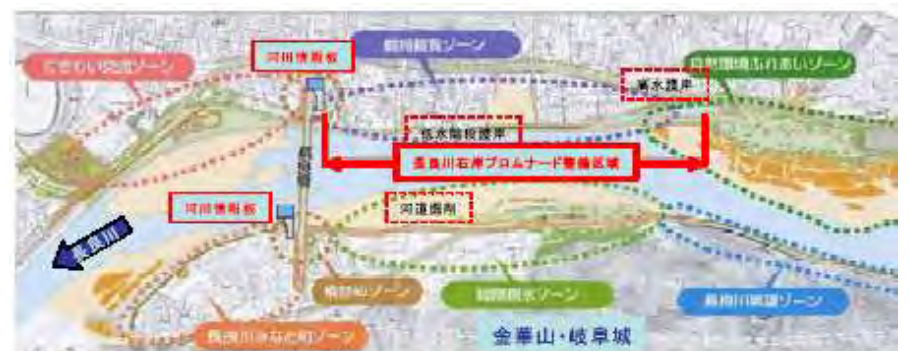 河川情報板
鵜飼観覧ゾーン
にぎわい交流ゾーン
自然環境ふれあいゾーン
高水護岸
低水階段護岸
長良川右岸プロムナード整備区域
河川情報板
河道掘削
長良川
長良川みなと町ゾーン
長良川眺望ゾーン
金華山・岐阜城